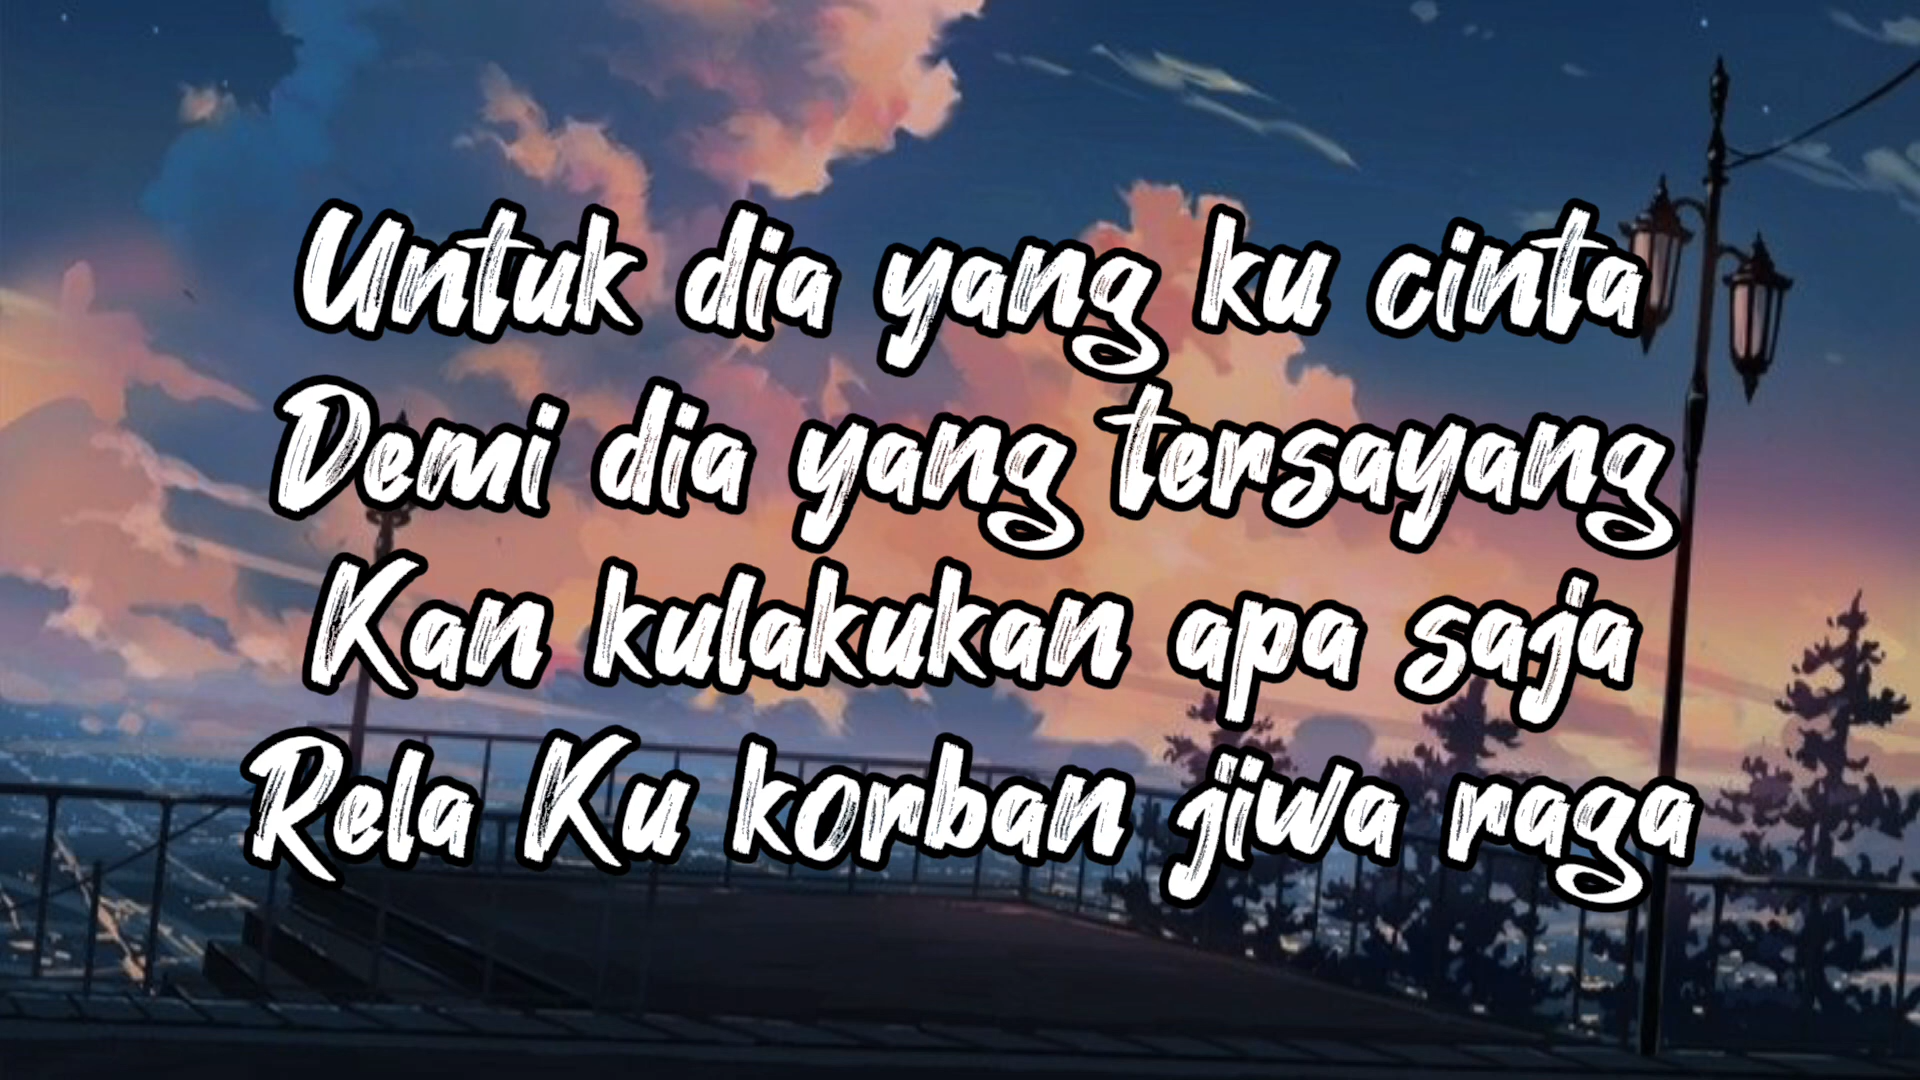 Untuk dia yang ku cinta
Demi dia yang tersayang
Kan kulakukan apa saja
Rela Ku korban jiwa raga